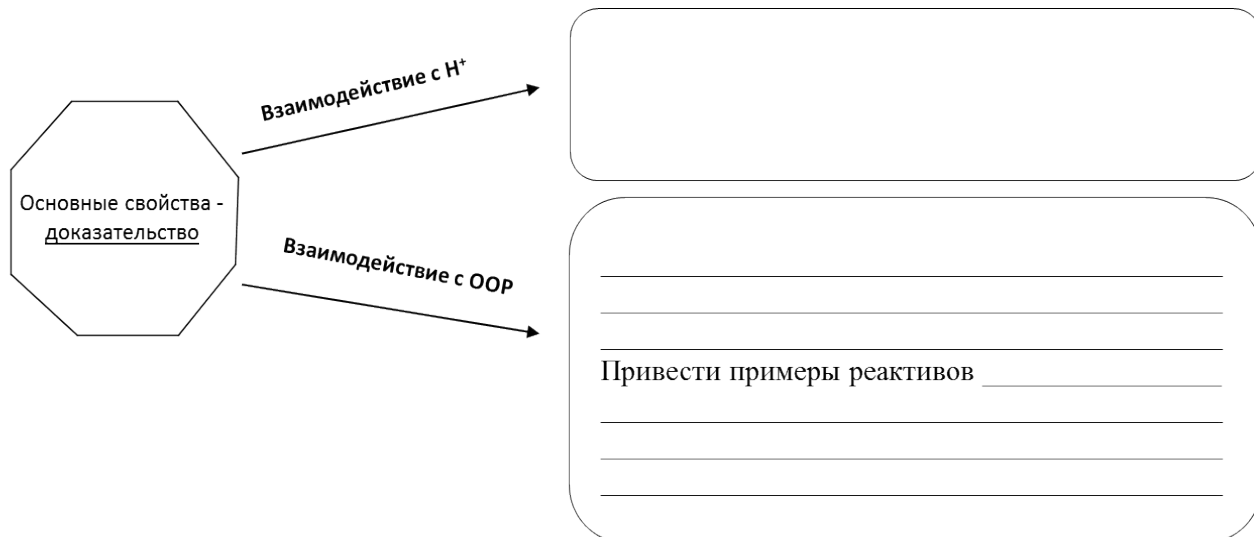 Основные свойства -
доказательство
Взаимодействие с H⁺
Взаимодействие с ООР
Привести примеры реактивов